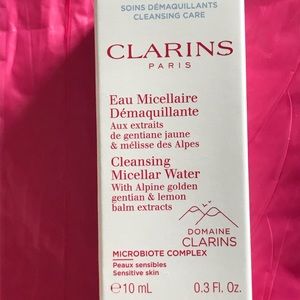 SOINS DÉMAQUILLANTS
CLEANSING CARE
CLARINS
PARIS
Eau Micellaire
Démaquillante
Aux extraits
de gentiane jaune
& mélisse des Alpes
Cleansing
Micellar Water
With Alpine golden
gentian & lemon
balm extracts
DOMAINE
CLARINS
MICROBIOTE COMPLEX
Peaux sensibles
Sensitive skin
℮10 mL 0.3 Fl. Oz.